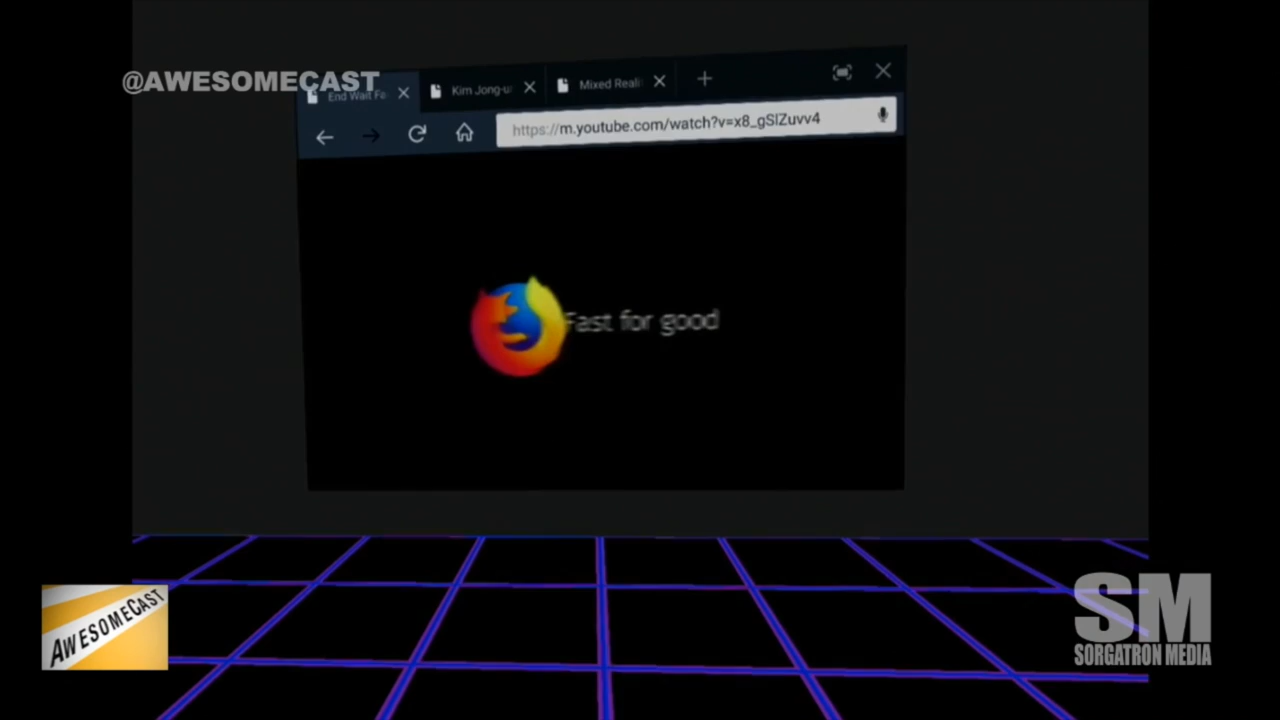 @AWESOMECAST
End Wait Fe
Kim Jong-u
Mixed Reali
https://m.youtube.com/watch?v=x8_gSlZuvv4
Fast for good
AWESOMECAST
SM
SORGATRON MEDIA